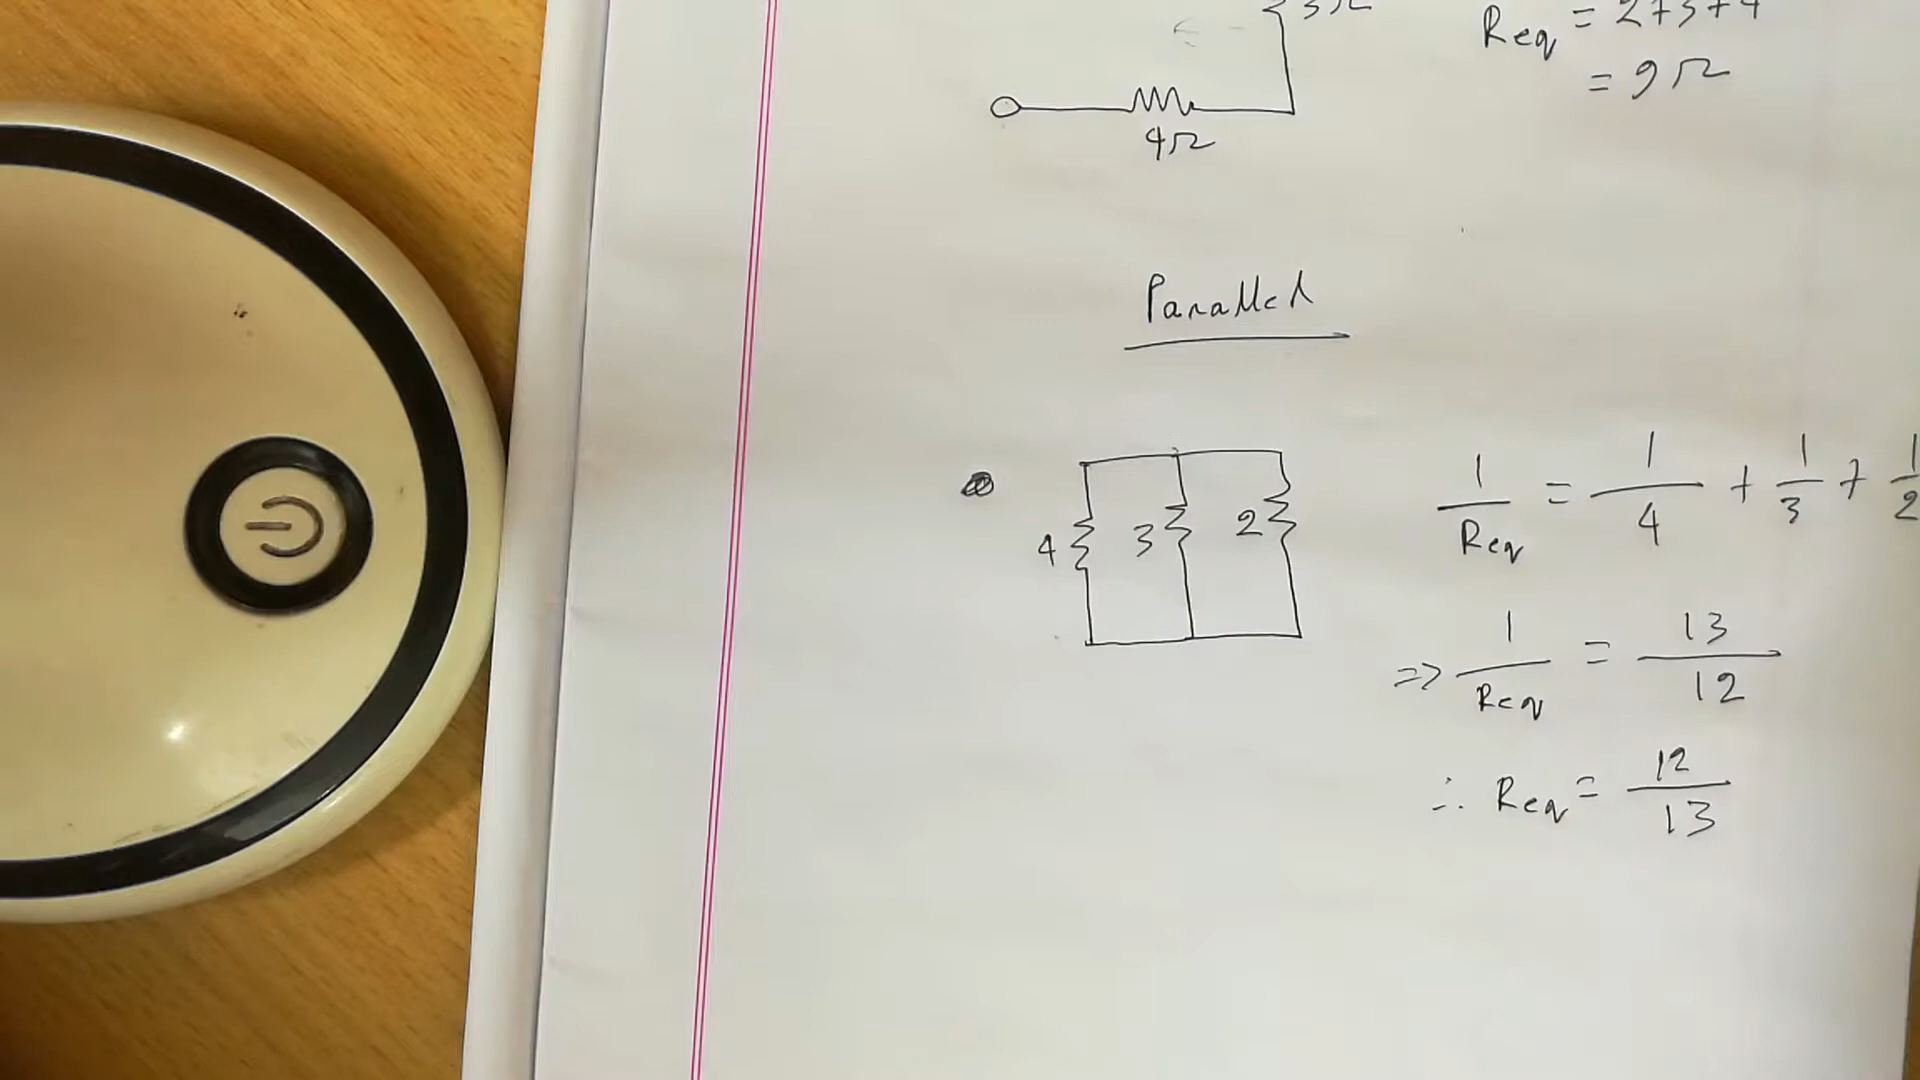 3Ω
Req = 2+3+4
= 9Ω
4Ω
Parallel
4 3 2
1/Req = 1/4 + 1/3 + 1/2
=> 1/Req = 13/12
∴ Req = 12/13